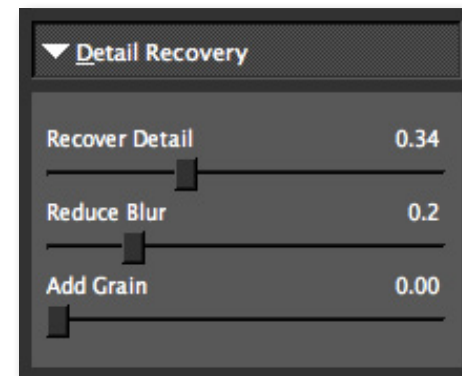 Detail Recovery
Recover Detail 0.34
Reduce Blur 0.2
Add Grain 0.00